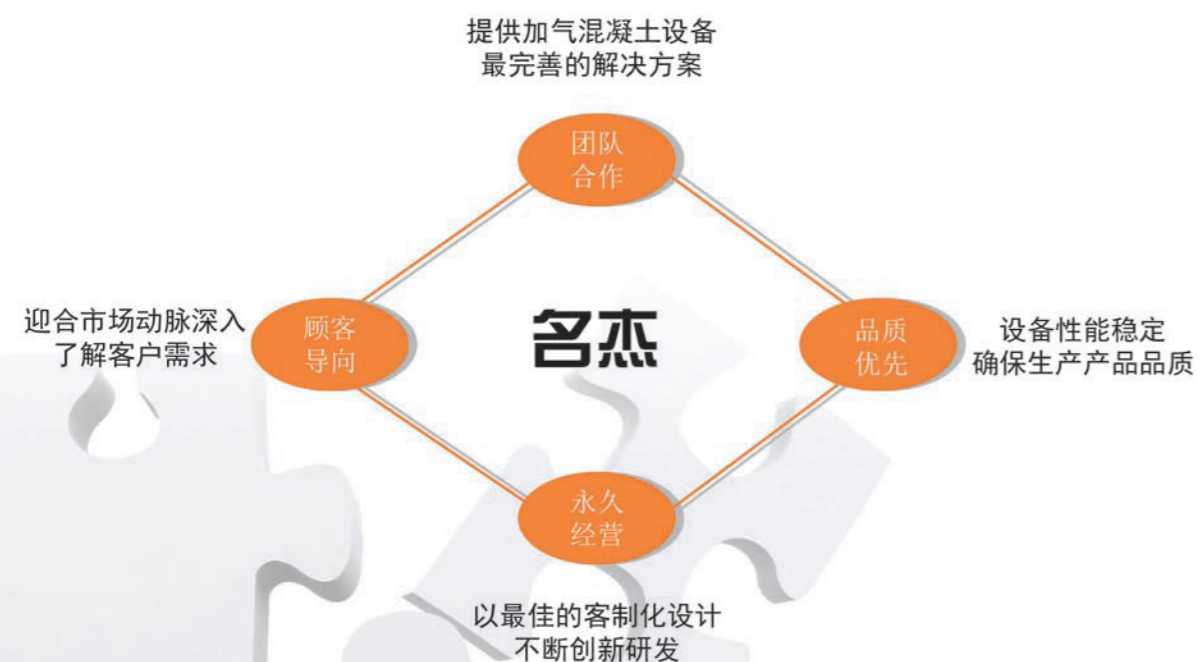 提供加气混凝土设备
最完善的解决方案
团队
合作
迎合市场动脉深入
了解客户需求
顾客
导向
名杰
品质
优先
设备性能稳定
确保生产产品品质
永久
经营
以最佳的客制化设计
不断创新研发